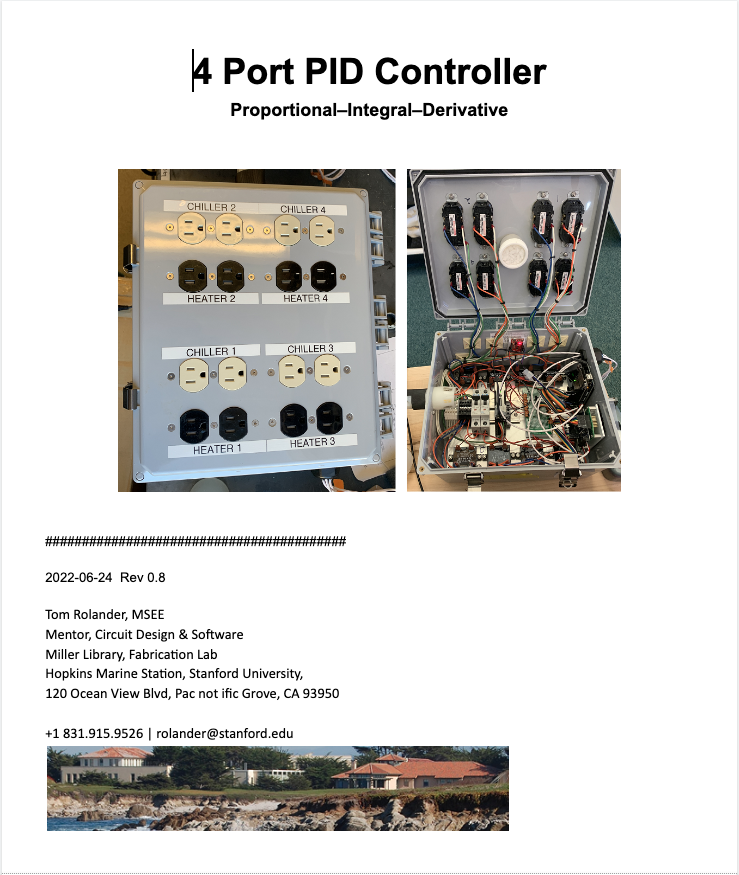 4 Port PID Controller
Proportional–Integral–Derivative
CHILLER 2
CHILLER 4
HEATER 2
HEATER 4
CHILLER 1
CHILLER 3
HEATER 1
HEATER 3
#########################################
2022-06-24  Rev 0.8
Tom Rolander, MSEE
Mentor, Circuit Design & Software
Miller Library, Fabrication Lab
Hopkins Marine Station, Stanford University,
120 Ocean View Blvd, Pac not ific Grove, CA 93950
+1 831.915.9526 | rolander@stanford.edu